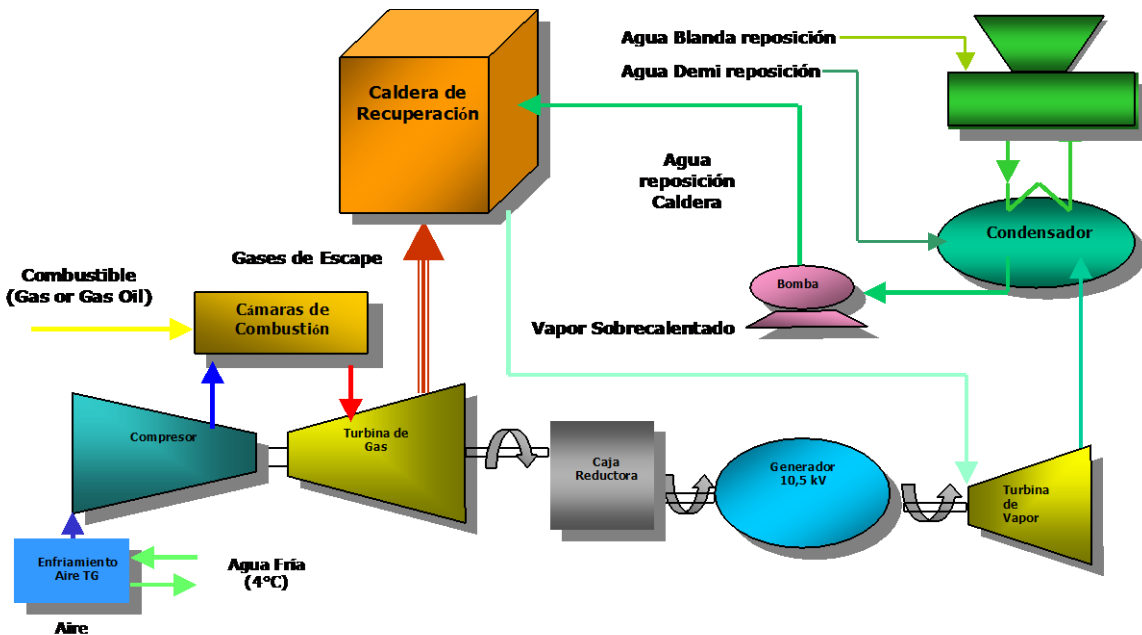 Agua Blanda reposición
Agua Demi reposición
Caldera de
Recuperación
Agua
reposición
Caldera
Condensador
Gases de Escape
Combustible
(Gas or Gas Oil)
Cámaras de
Combustión
Bomba
Vapor Sobrecalentado
Compresor
Turbina de
Gas
Caja
Reductora
Generador
10,5 kV
Turbina
de
Vapor
Enfriamiento
Aire TG
Agua Fría
(4°C)
Aire